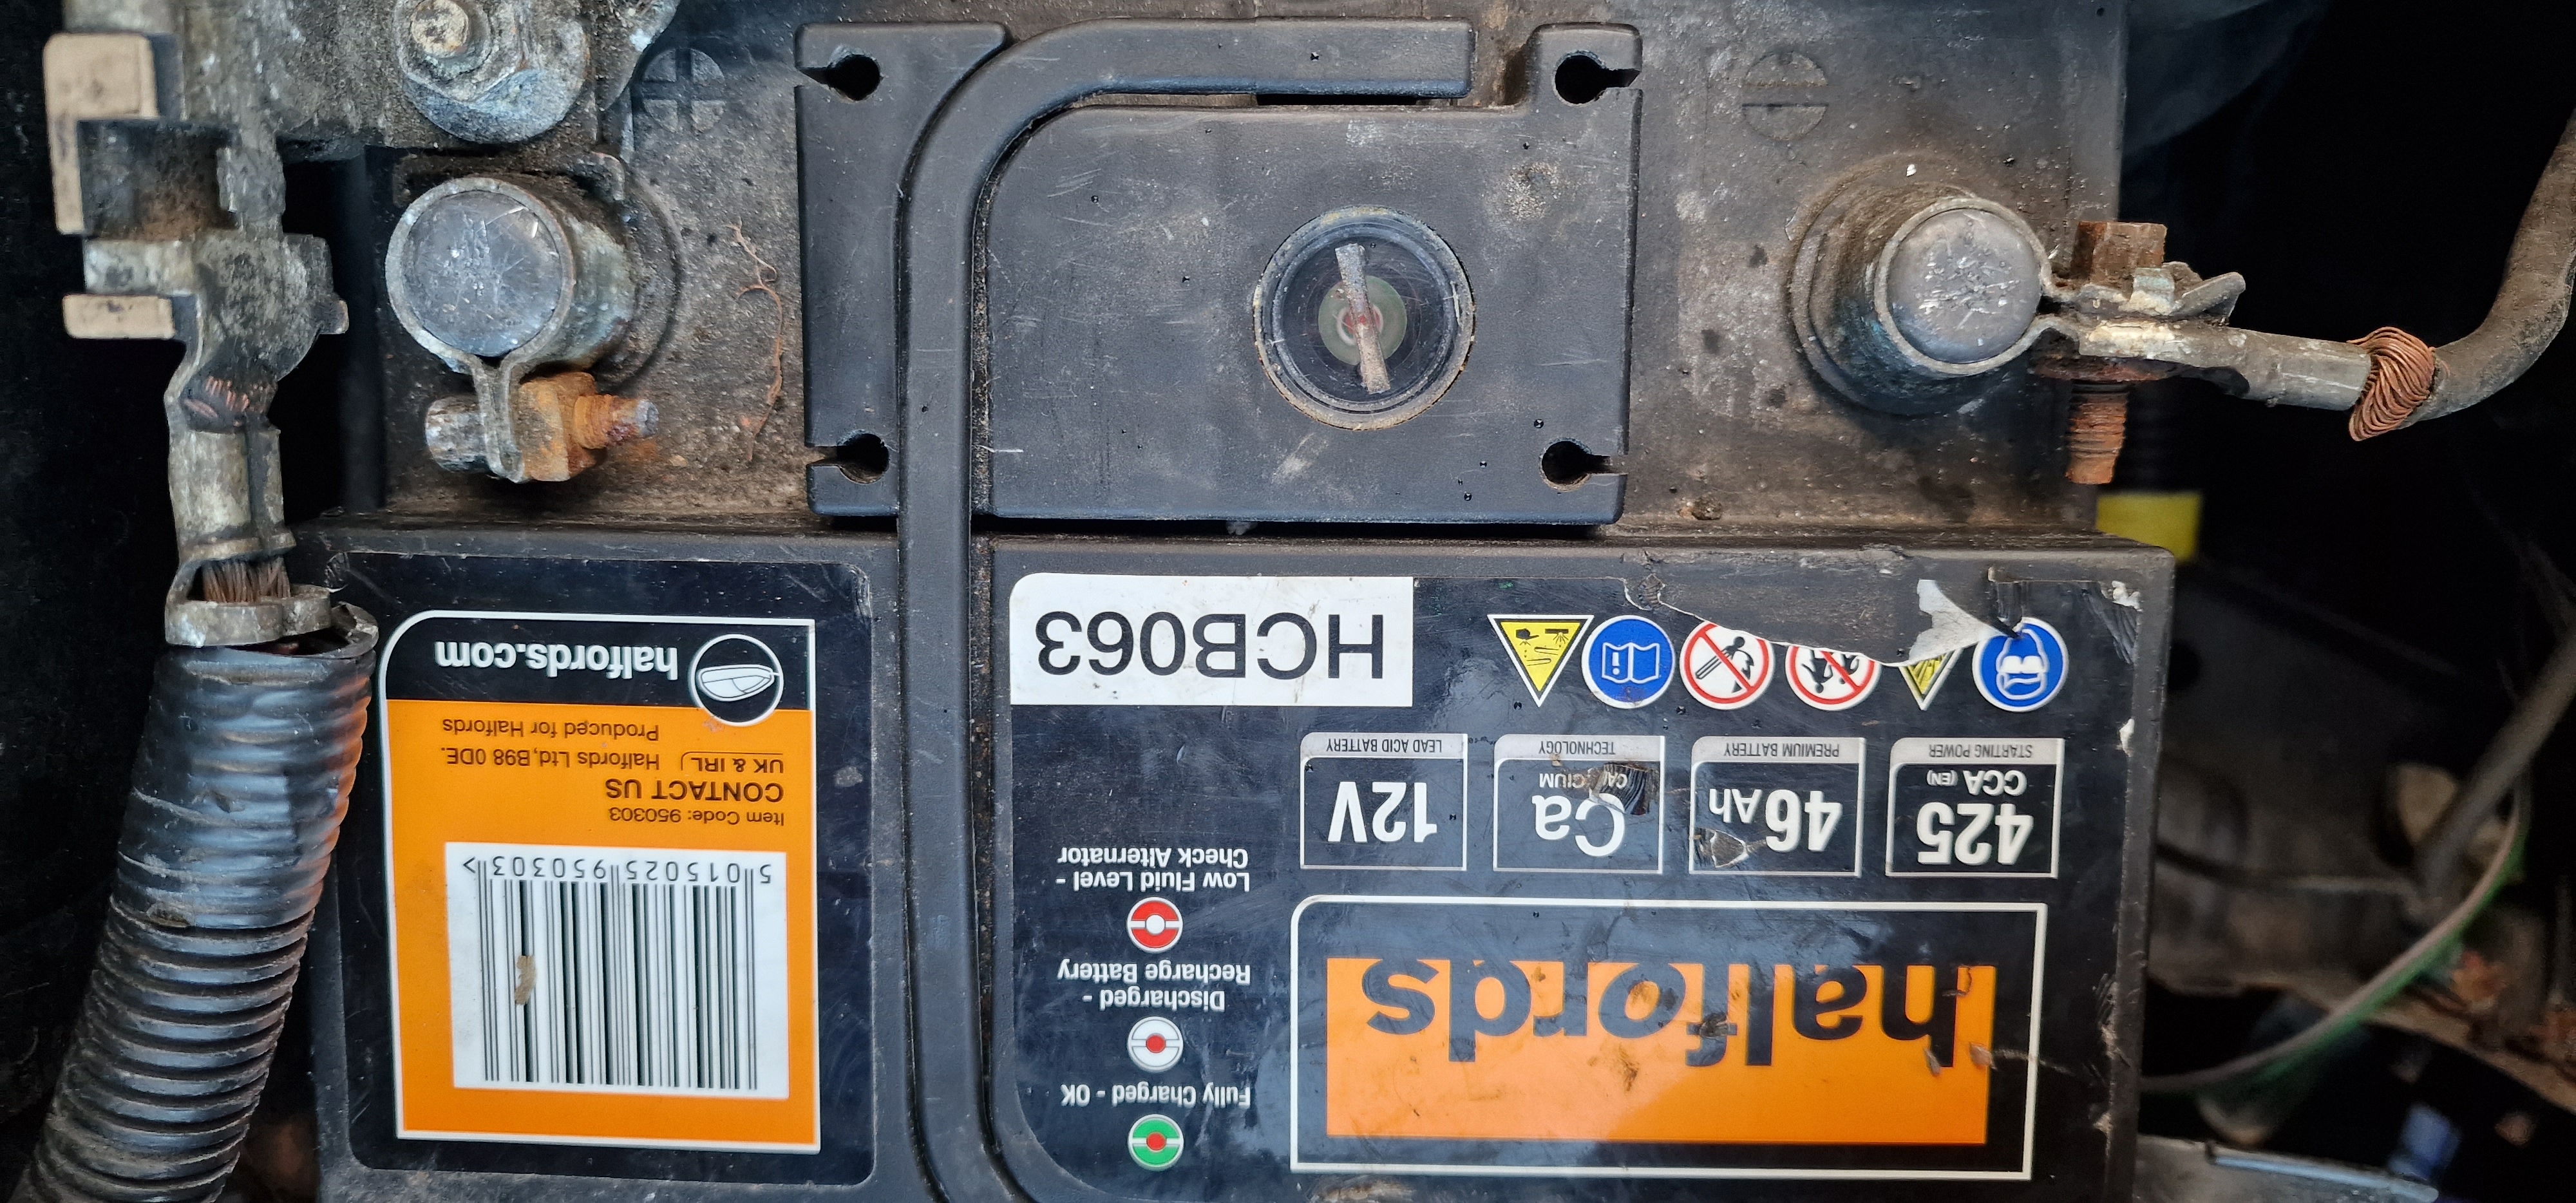 halfords
Fully Charged - OK
Discharged -
Recharge Battery
Low Fluid Level -
Check Alternator
425
CCA (EN)
STARTING POWER
46Ah
PREMIUM BATTERY
Ca
CALCIUM
TECHNOLOGY
12V
LEAD ACID BATTERY
HCB063
5 015025 950303 >
Item Code: 950303
CONTACT US
UK & IRL Halfords Ltd, B98 0DE.
Produced for Halfords
halfords.com